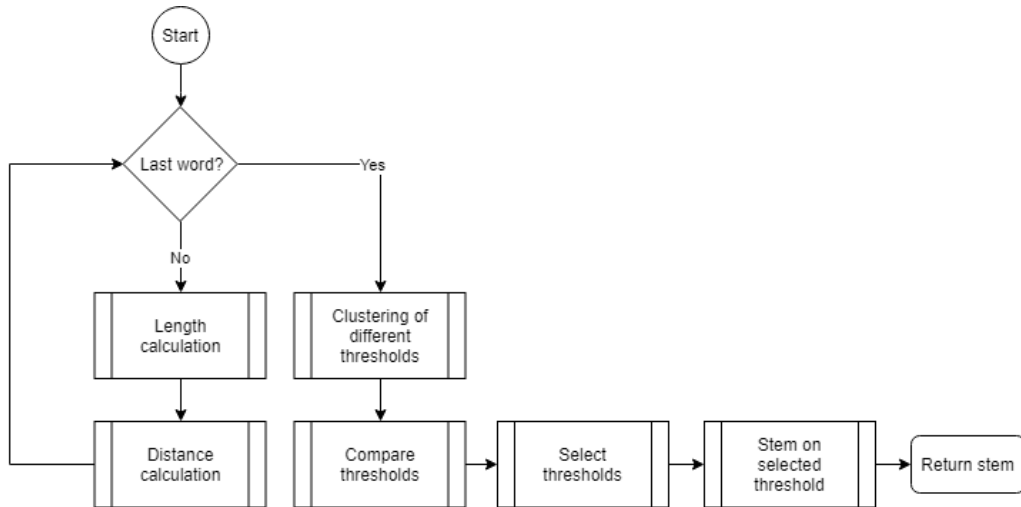 Start
Last word?
Yes
No
Length
calculation
Clustering of
different
thresholds
Distance
calculation
Compare
thresholds
Select
thresholds
Stem on
selected
threshold
Return stem